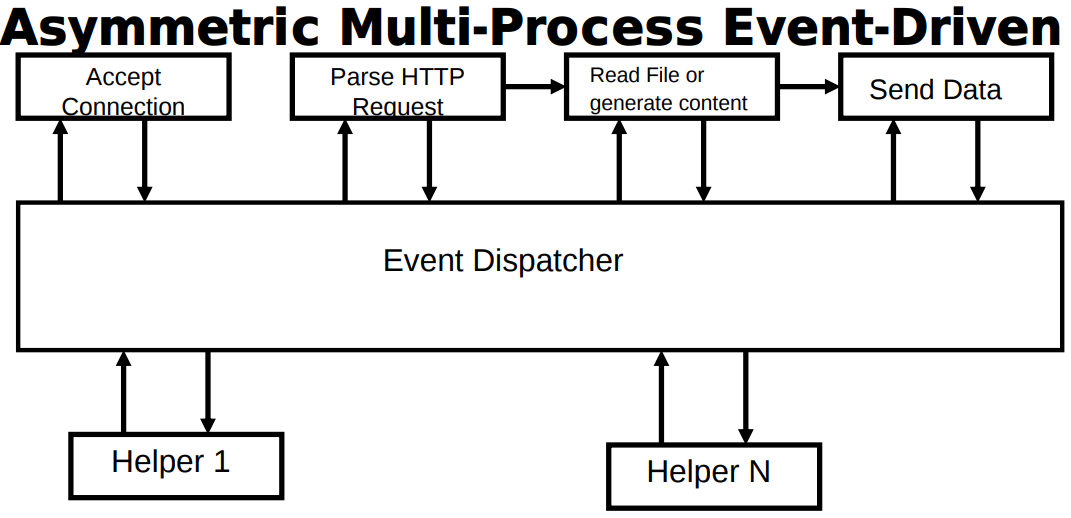 Asymmetric Multi-Process Event-Driven
Accept
Connection
Parse HTTP
Request
Read File or
generate content
Send Data
Event Dispatcher
Helper 1
Helper N